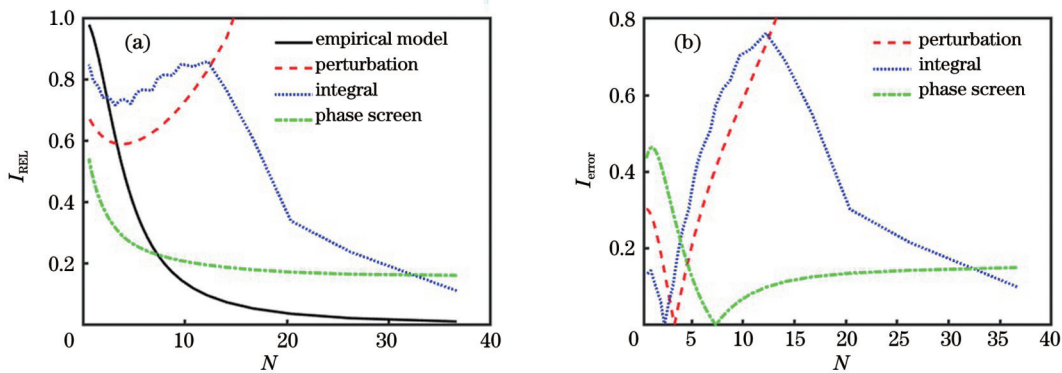 (a)
empirical model
perturbation
integral
phase screen
1.0
0.8
0.6
0.4
0.2
0
10
20
30
40
I_REL
N
(b)
perturbation
integral
phase screen
0.8
0.6
0.4
0.2
0
5
10
15
20
25
30
35
40
I_error
N